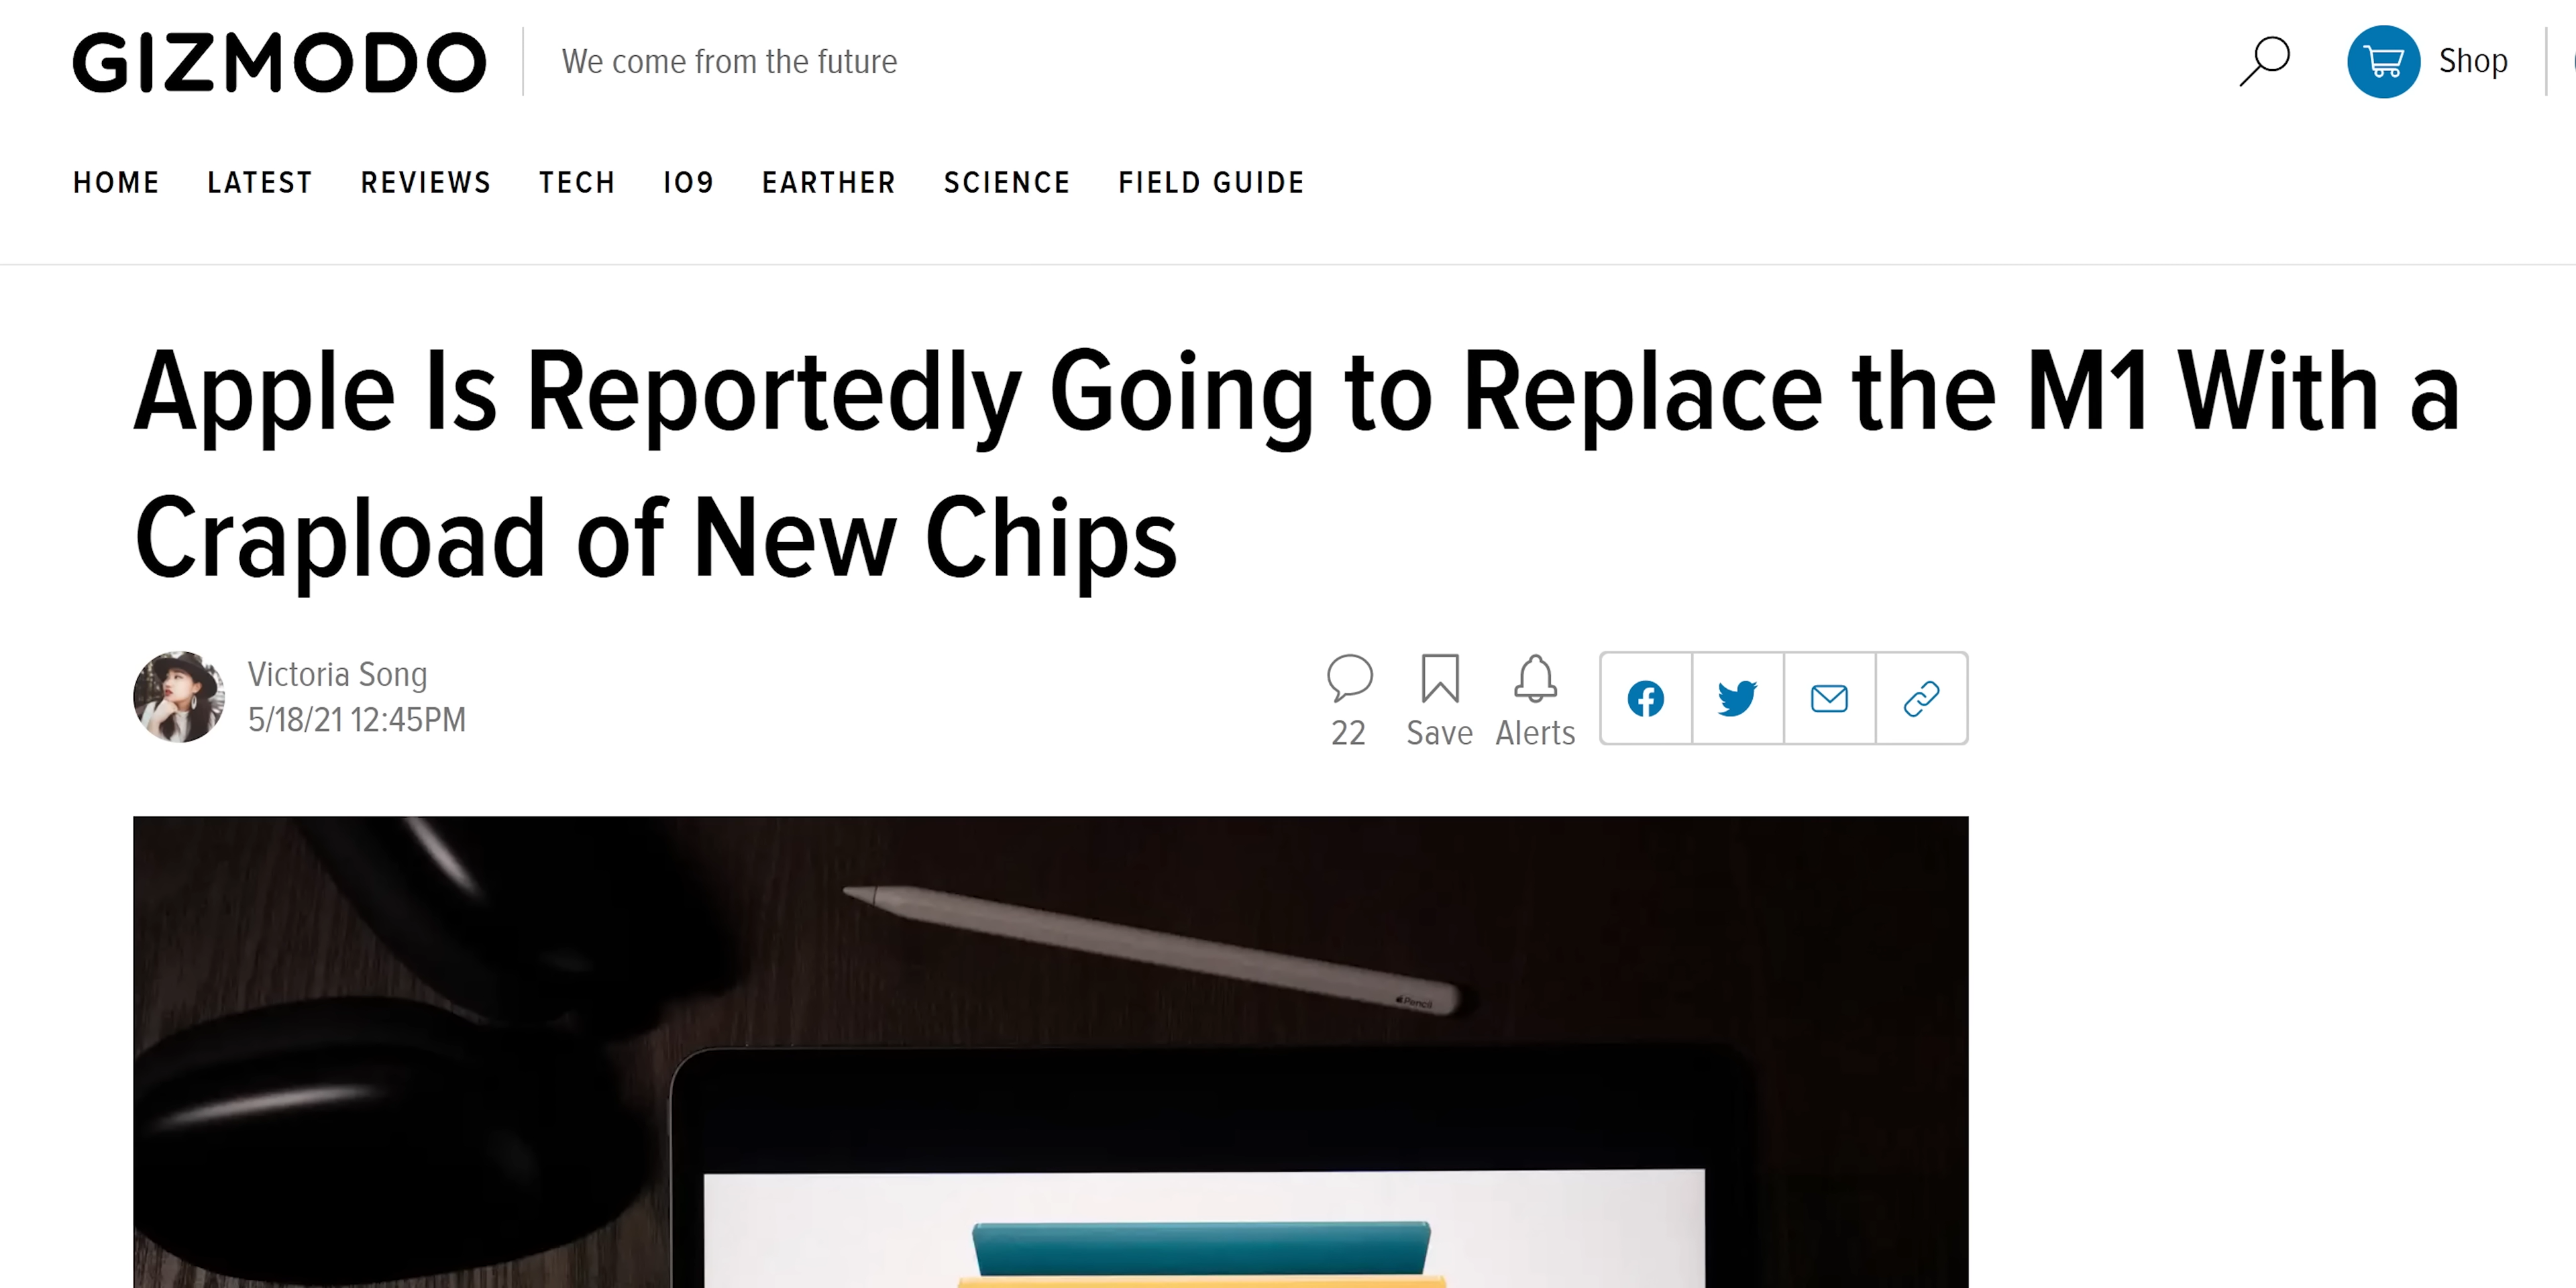 GIZMODO
We come from the future
Shop
HOME LATEST REVIEWS TECH IO9 EARTHER SCIENCE FIELD GUIDE
Apple Is Reportedly Going to Replace the M1 With a
Crapload of New Chips
Victoria Song
5/18/21 12:45PM
22 Save Alerts
Pencil